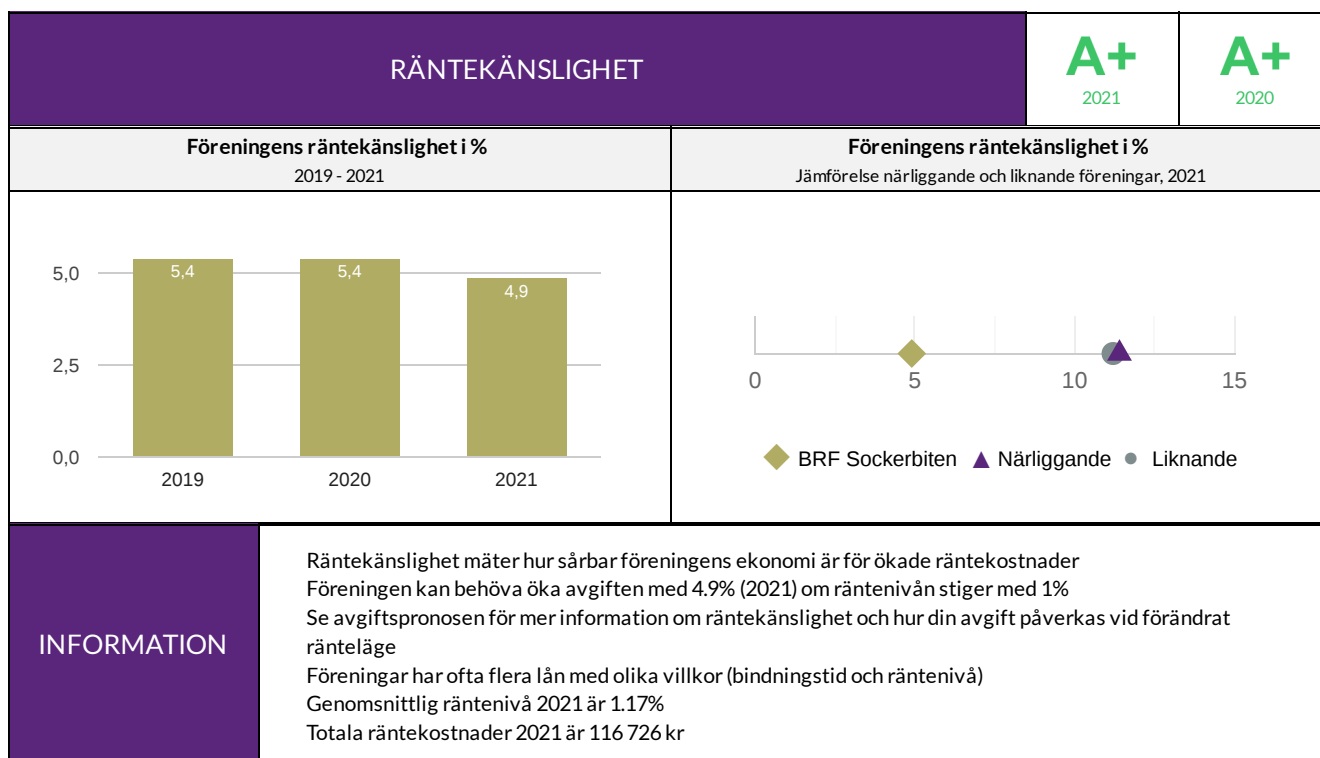 RÄNTEKÄNSLIGHET
A+
2021
A+
2020
Föreningens räntekänslighet i %
2019 - 2021
Föreningens räntekänslighet i %
Jämförelse närliggande och liknande föreningar, 2021
5,0
2,5
0,0
5,4
5,4
4,9
2019
2020
2021
0
5
10
15
BRF Sockerbiten Närliggande Liknande
INFORMATION
Räntekänslighet mäter hur sårbar föreningens ekonomi är för ökade räntekostnader
Föreningen kan behöva öka avgiften med 4.9% (2021) om räntenivån stiger med 1%
Se avgiftspronosen för mer information om räntekänslighet och hur din avgift påverkas vid förändrat
ränteläge
Föreningar har ofta flera lån med olika villkor (bindningstid och räntenivå)
Genomsnittlig räntenivå 2021 är 1.17%
Totala räntekostnader 2021 är 116 726 kr